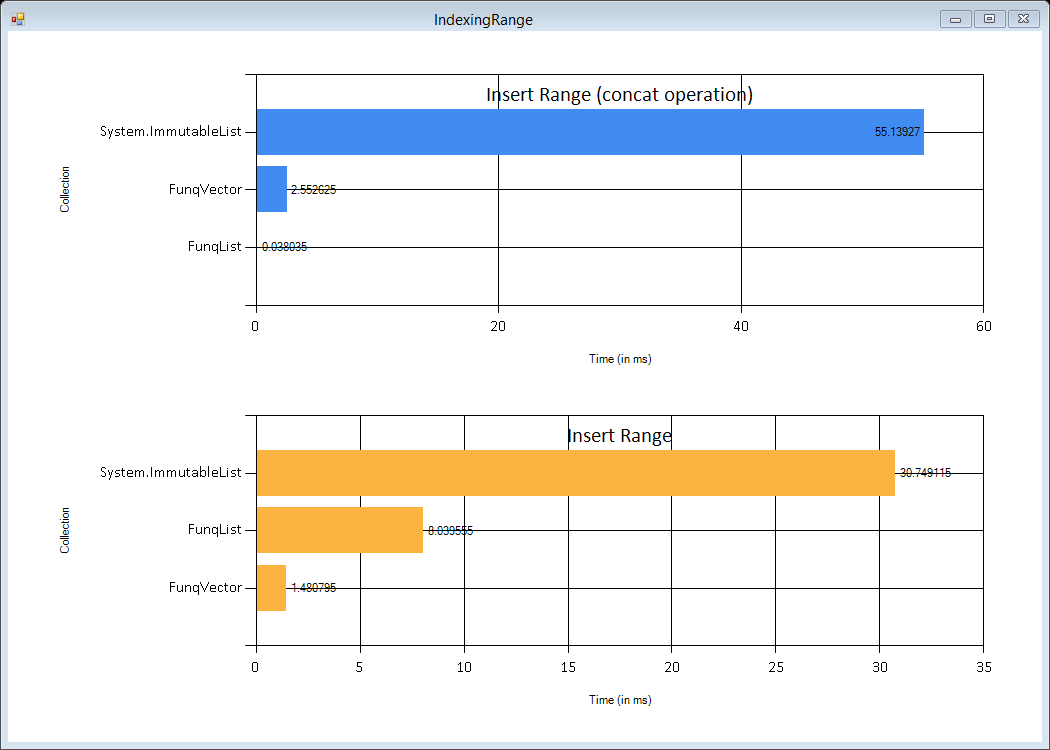 IndexingRange
Insert Range (concat operation)
Collection
System.ImmutableList
55.13927
FunqVector
2.552625
FunqList
0.038035
0 20 40 60
Time (in ms)
Insert Range
Collection
System.ImmutableList
30.749115
FunqList
8.039555
FunqVector
1.480795
0 5 10 15 20 25 30 35
Time (in ms)